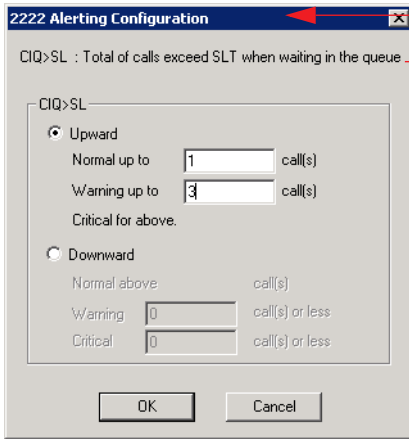 2222 Alerting Configuration
CIQ>SL : Total of calls exceed SLT when waiting in the queue
CIQ>SL
Upward
Normal up to 1 call(s)
Warning up to 3 call(s)
Critical for above.
Downward
Normal above call(s)
Warning 0 call(s) or less
Critical 0 call(s) or less
OK Cancel